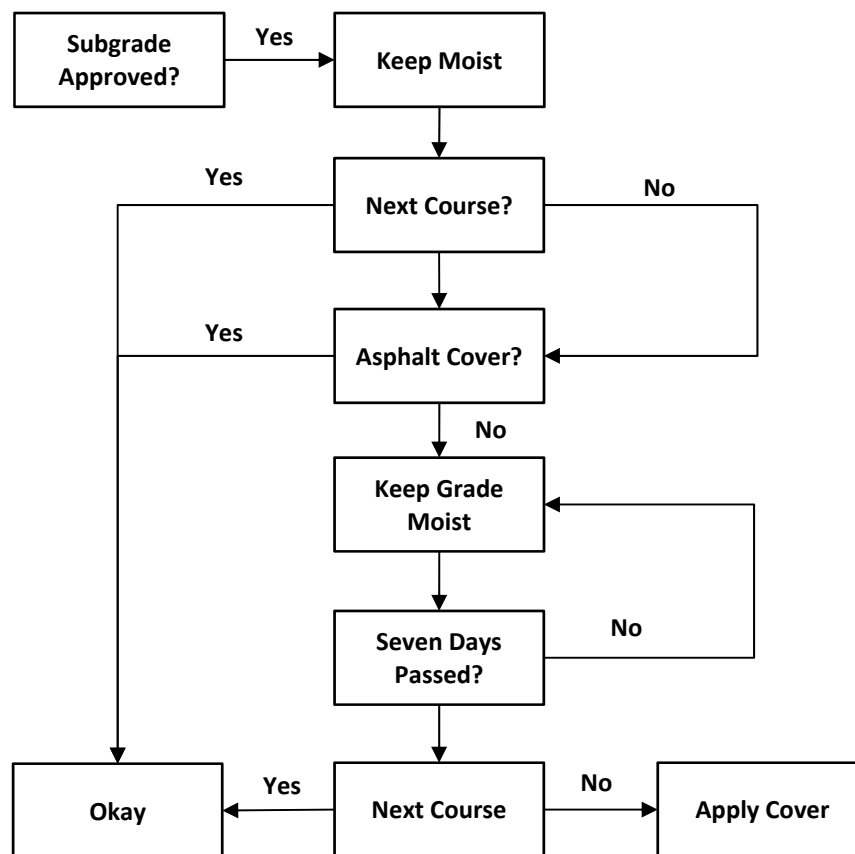 Subgrade
Approved?
Yes
Keep Moist
Yes
Next Course?
No
Yes
Asphalt Cover?
No
Keep Grade
Moist
Seven Days
Passed?
No
Okay
Yes
Next Course
No
Apply Cover